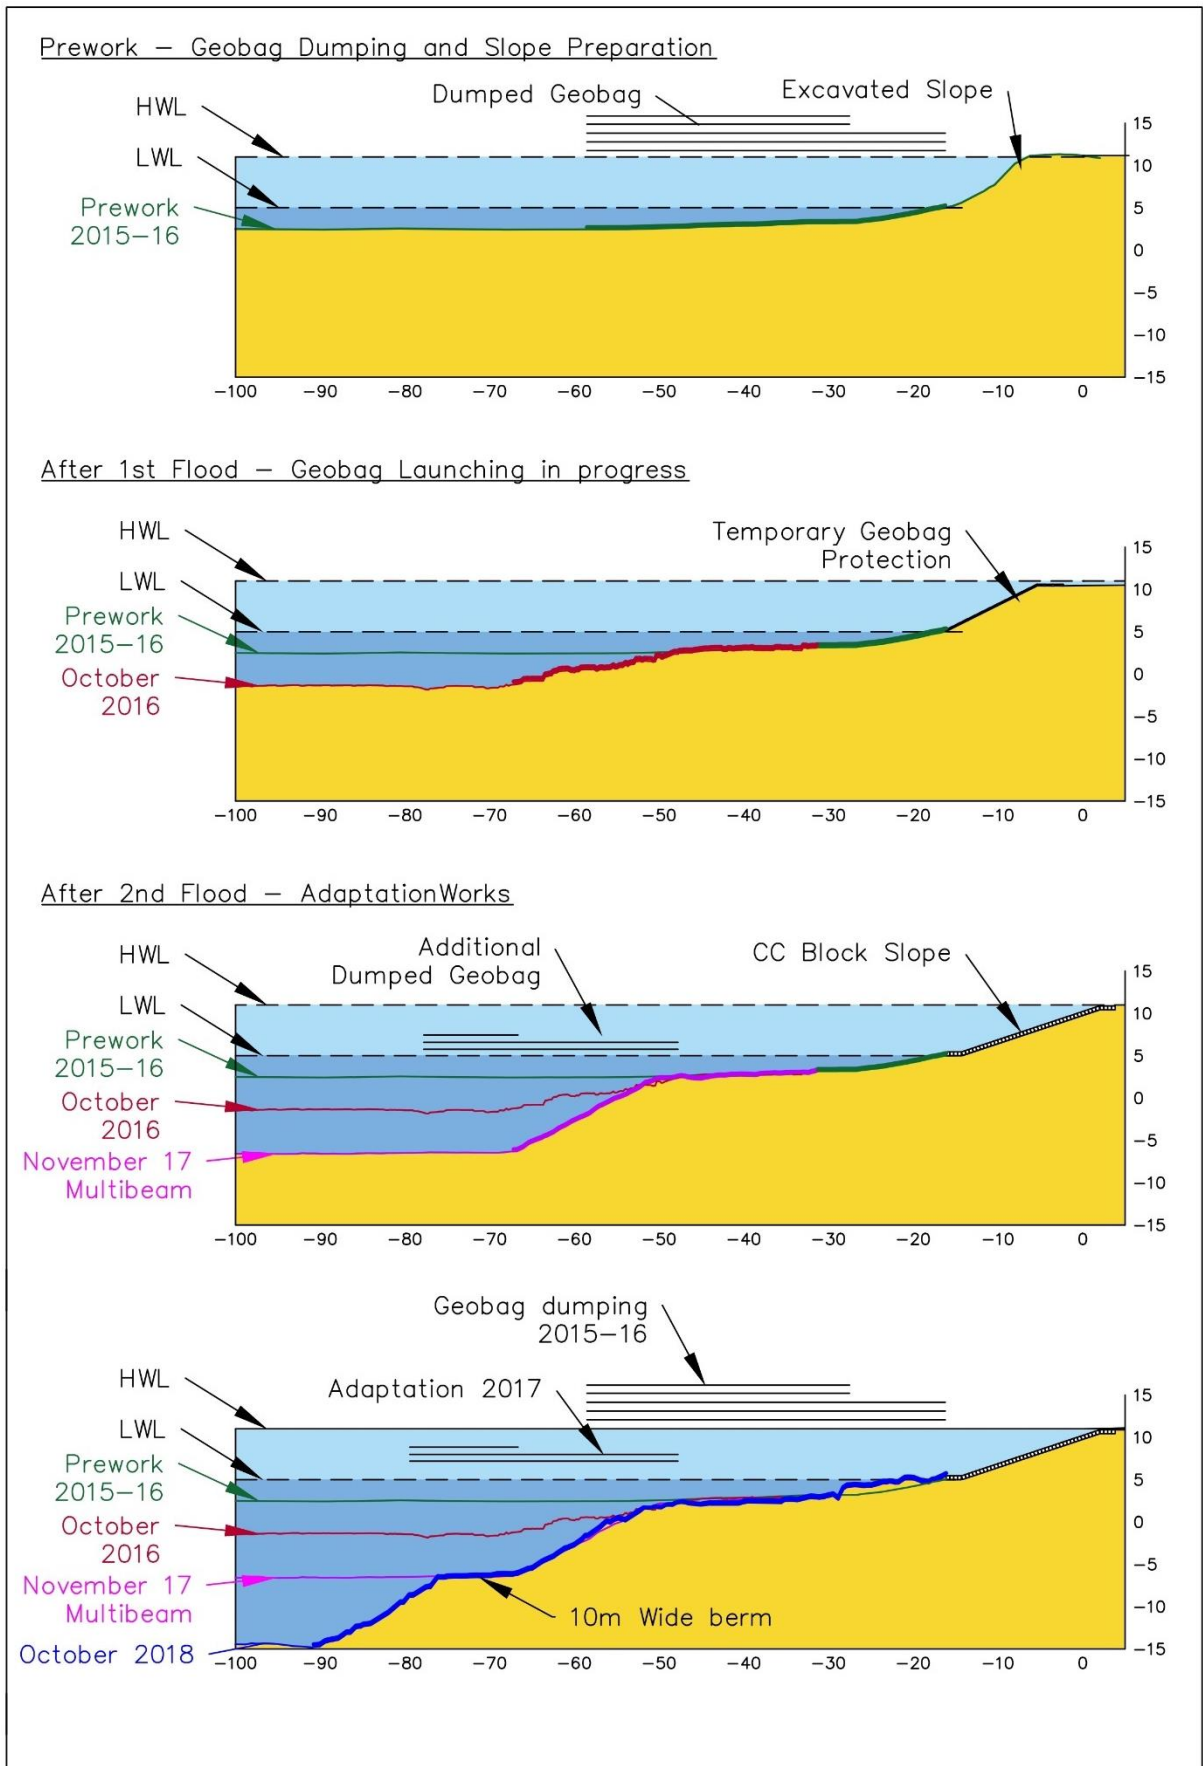 Prework – Geobag Dumping and Slope Preparation
HWL
Dumped Geobag
Excavated Slope
LWL
Prework
2015–16
15
10
5
0
–5
–10
–15
–100 –90 –80 –70 –60 –50 –40 –30 –20 –10 0
After 1st Flood – Geobag Launching in progress
HWL
Temporary Geobag
Protection
LWL
Prework
2015–16
October
2016
15
10
5
0
–5
–10
–15
–100 –90 –80 –70 –60 –50 –40 –30 –20 –10 0
After 2nd Flood – AdaptationWorks
HWL
Additional
Dumped Geobag
CC Block Slope
LWL
Prework
2015–16
October
2016
November 17
Multibeam
15
10
5
0
–5
–10
–15
–100 –90 –80 –70 –60 –50 –40 –30 –20 –10 0
Geobag dumping
2015–16
HWL
Adaptation 2017
LWL
Prework
2015–16
October
2016
November 17
Multibeam
10m Wide berm
October 2018
15
10
5
0
–5
–10
–15
–100 –90 –80 –70 –60 –50 –40 –30 –20 –10 0